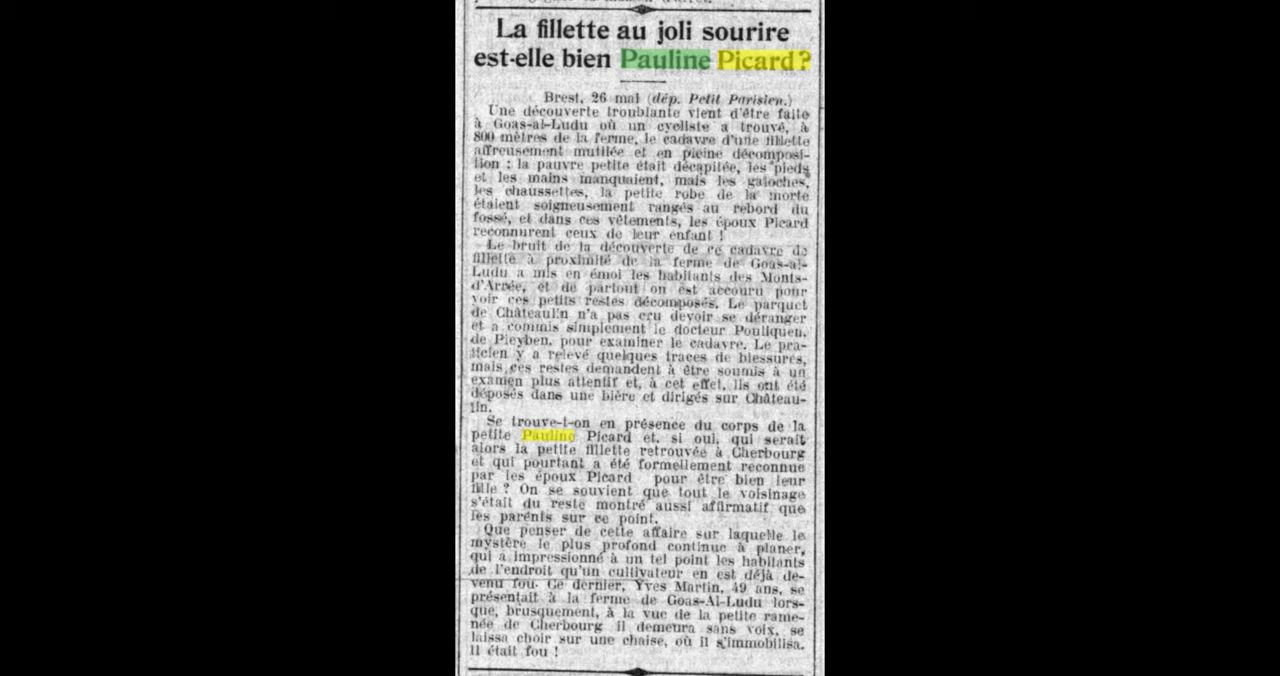 La fillette au joli sourire
est-elle bien Pauline Picard ?
Brest, 26 mai (dép. Petit Parisien.)
Une découverte troublante vient d'être faite
à Goas-al-Ludu où un cycliste a trouvé, à
800 mètres de la ferme, le cadavre d'une fillette
affreusement mutilée et en pleine décomposi-
tion : la pauvre petite était décapitée, les pieds
et les mains manquaient, mais les galoches,
les chaussettes, la petite robe de la morte
étaient soigneusement rangés au rebord du
fossé, et dans ces vêtements, les époux Picard
reconnurent ceux de leur enfant !
Le bruit de la découverte de ce cadavre de
fillette à proximité de la ferme de Goas-al-
Ludu a mis en émoi les habitants des Monts-
d'Arrée, et de partout on est accouru pour
voir ces petits restes décomposés. Le parquet
de Châteaulin n'a pas cru devoir se déranger
et a commis simplement le docteur Pouliquen,
de Pleyben, pour examiner le cadavre. Le pra-
ticien y a relevé quelques traces de blessures,
mais ces restes demandent à être soumis à un
examen plus attentif et, à cet effet, ils ont été
déposés dans une bière et dirigés sur Château-
lin.
Se trouve-t-on en présence du corps de la
petite Pauline Picard et, si oui, qui serait
alors la petite fillette retrouvée à Cherbourg
et qui pourtant a été formellement reconnue
par les époux Picard pour être bien leur
fille ? On se souvient que tout le voisinage
s'était du reste montré aussi affirmatif que
les parents sur ce point.
Que penser de cette affaire sur laquelle le
mystère le plus profond continue à planer,
qui a impressionné à un tel point les habitants
de l'endroit qu'un cultivateur en est déjà de-
venu fou. Ce dernier, Yves Martin, 49 ans, se
présentait à la ferme de Goas-Al-Ludu lors-
que, brusquement, à la vue de la petite rame-
née de Cherbourg il demeura sans voix, se
laissa choir sur une chaise, où il s'immobilisa.
Il était fou !